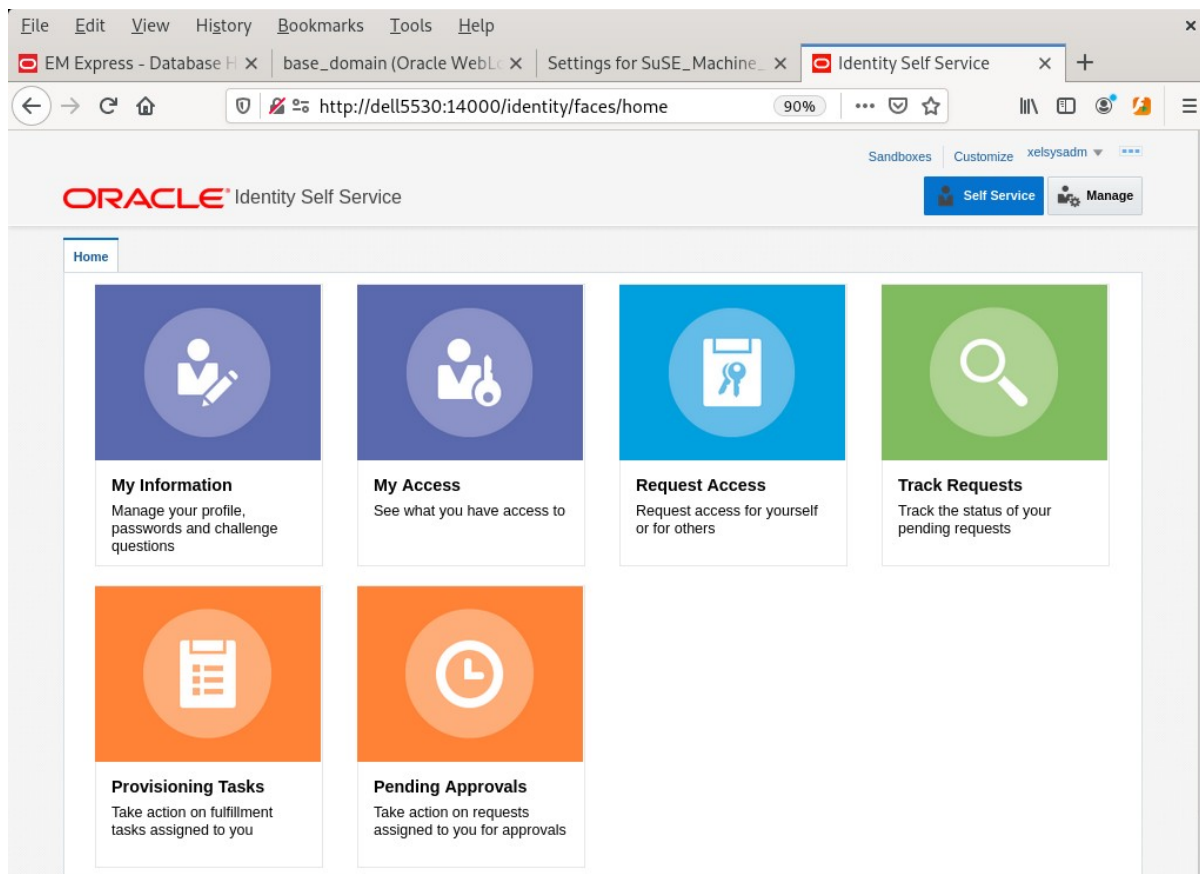 File Edit View History Bookmarks Tools Help
EM Express - Database H base_domain (Oracle WebLo Settings for SuSE_Machine_ Identity Self Service
http://dell5530:14000/identity/faces/home 90%
Sandboxes Customize xelsysadm
ORACLE Identity Self Service Self Service Manage
Home
My Information
Manage your profile,
passwords and challenge
questions
My Access
See what you have access to
Request Access
Request access for yourself
or for others
Track Requests
Track the status of your
pending requests
Provisioning Tasks
Take action on fulfillment
tasks assigned to you
Pending Approvals
Take action on requests
assigned to you for approvals